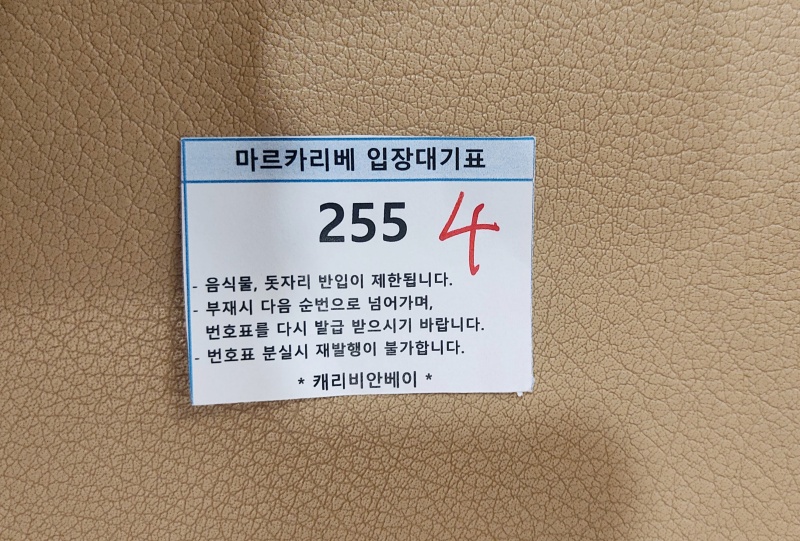 마르카리베 입장대기표
255 4
- 음식물, 돗자리 반입이 제한됩니다.
- 부재시 다음 순번으로 넘어가며,
번호표를 다시 발급 받으시기 바랍니다.
- 번호표 분실시 재발행이 불가합니다.
* 캐리비안베이 *